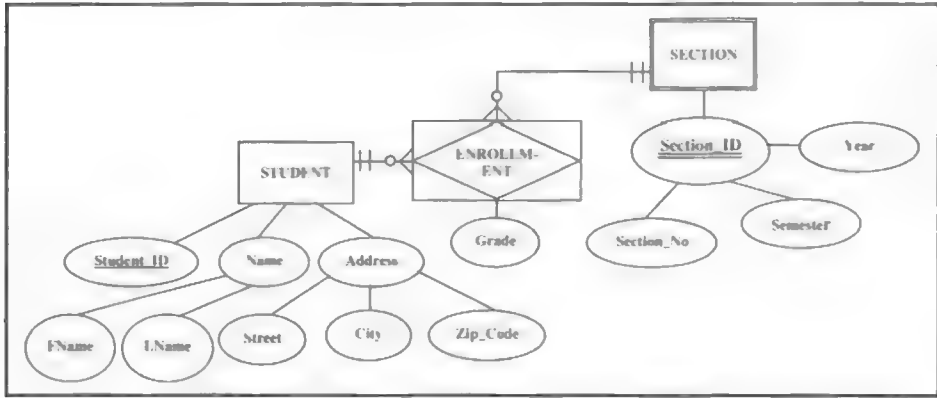 SECTION
ENROLLM-
ENT
Section_ID
Year
STUDENT
Grade
Section_No
Semester
Student_ID
Name
Address
FName
LName
Street
City
Zip_Code